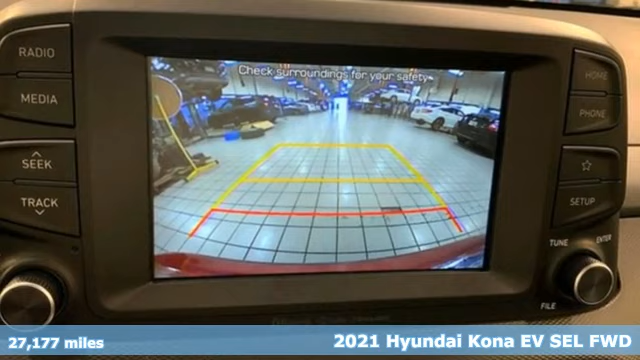 Check surroundings for your safety
RADIO
MEDIA
SEEK
TRACK
HOME
PHONE
SETUP
TUNE
ENTER
FILE
27,177 miles
2021 Hyundai Kona EV SEL FWD